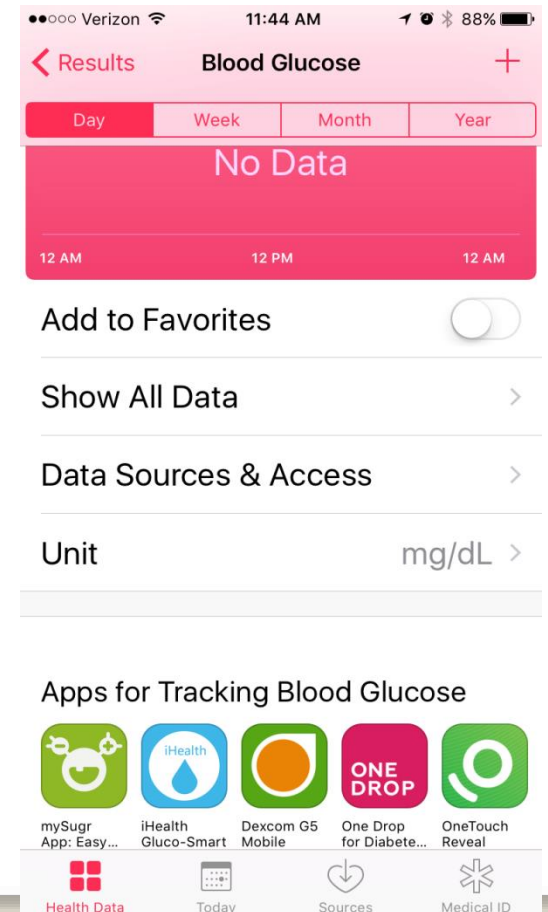 Verizon 11:44 AM 88%
Results Blood Glucose +
Day Week Month Year
No Data
12 AM 12 PM 12 AM
Add to Favorites
Show All Data
Data Sources & Access
Unit mg/dL
Apps for Tracking Blood Glucose
iHealth
ONE
DROP
mySugr iHealth Dexcom G5 One Drop OneTouch
App: Easy... Gluco-Smart Mobile for Diabete... Reveal
Health Data Today Sources Medical ID